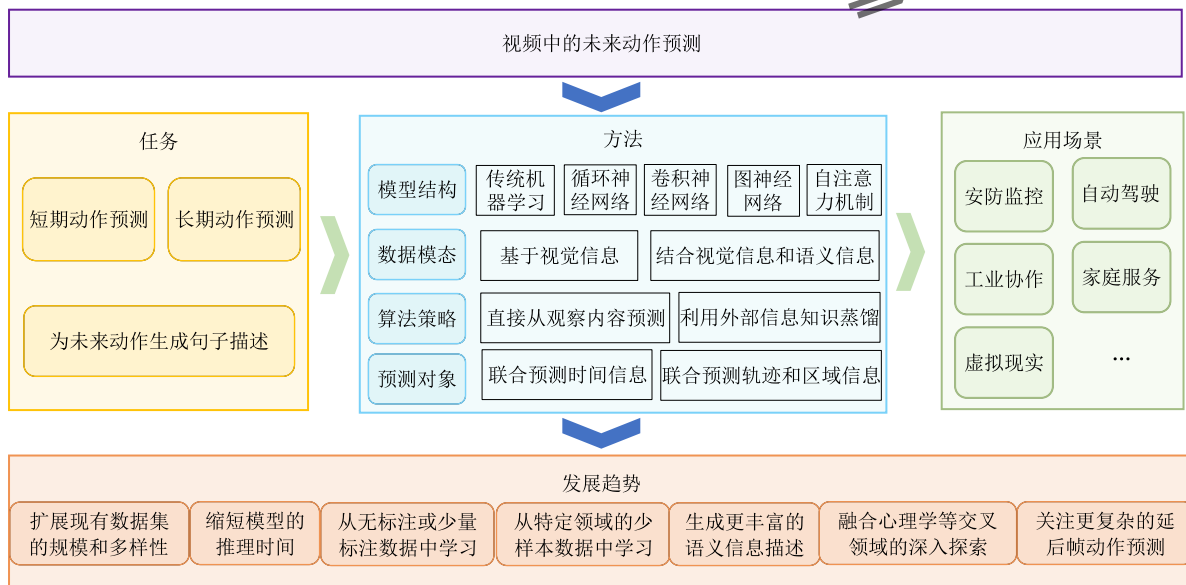 视频中的未来动作预测
任务
短期动作预测
长期动作预测
为未来动作生成句子描述
方法
模型结构
传统机
器学习
循环神
经网络
卷积神
经网络
图神经
网络
自注意
力机制
数据模态
基于视觉信息
结合视觉信息和语义信息
算法策略
直接从观察内容预测
利用外部信息知识蒸馏
预测对象
联合预测时间信息
联合预测轨迹和区域信息
应用场景
安防监控
自动驾驶
工业协作
家庭服务
虚拟现实
…
发展趋势
扩展现有数据集
的规模和多样性
缩短模型的
推理时间
从无标注或少量
标注数据中学习
从特定领域的少
样本数据中学习
生成更丰富的
语义信息描述
融合心理学等交叉
领域的深入探索
关注更复杂的延
后帧动作预测